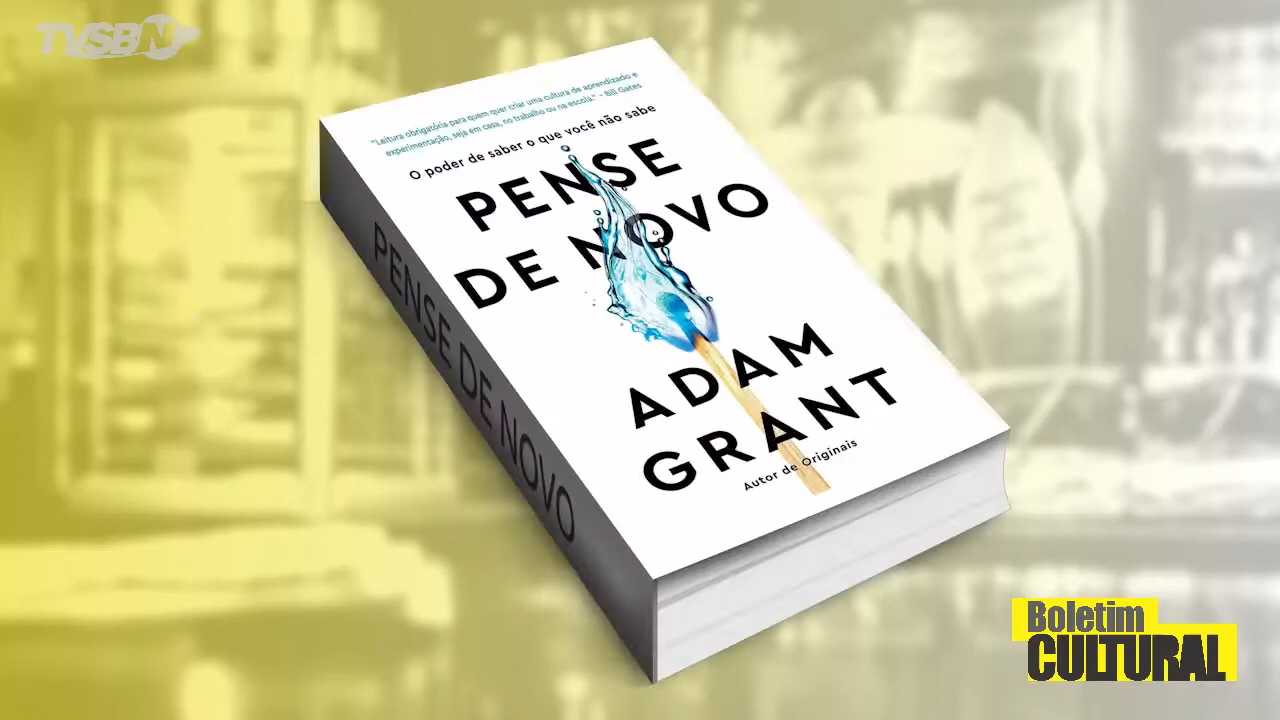 TVSBN
"Leitura obrigatória para quem quer criar uma cultura de aprendizado e
experimentação, seja em casa, no trabalho ou na escola." – Bill Gates
O poder de saber o que você não sabe
PENSE
DE NOVO
ADAM
GRANT
Autor de Originais
PENSE DE NOVO
Boletim
CULTURAL